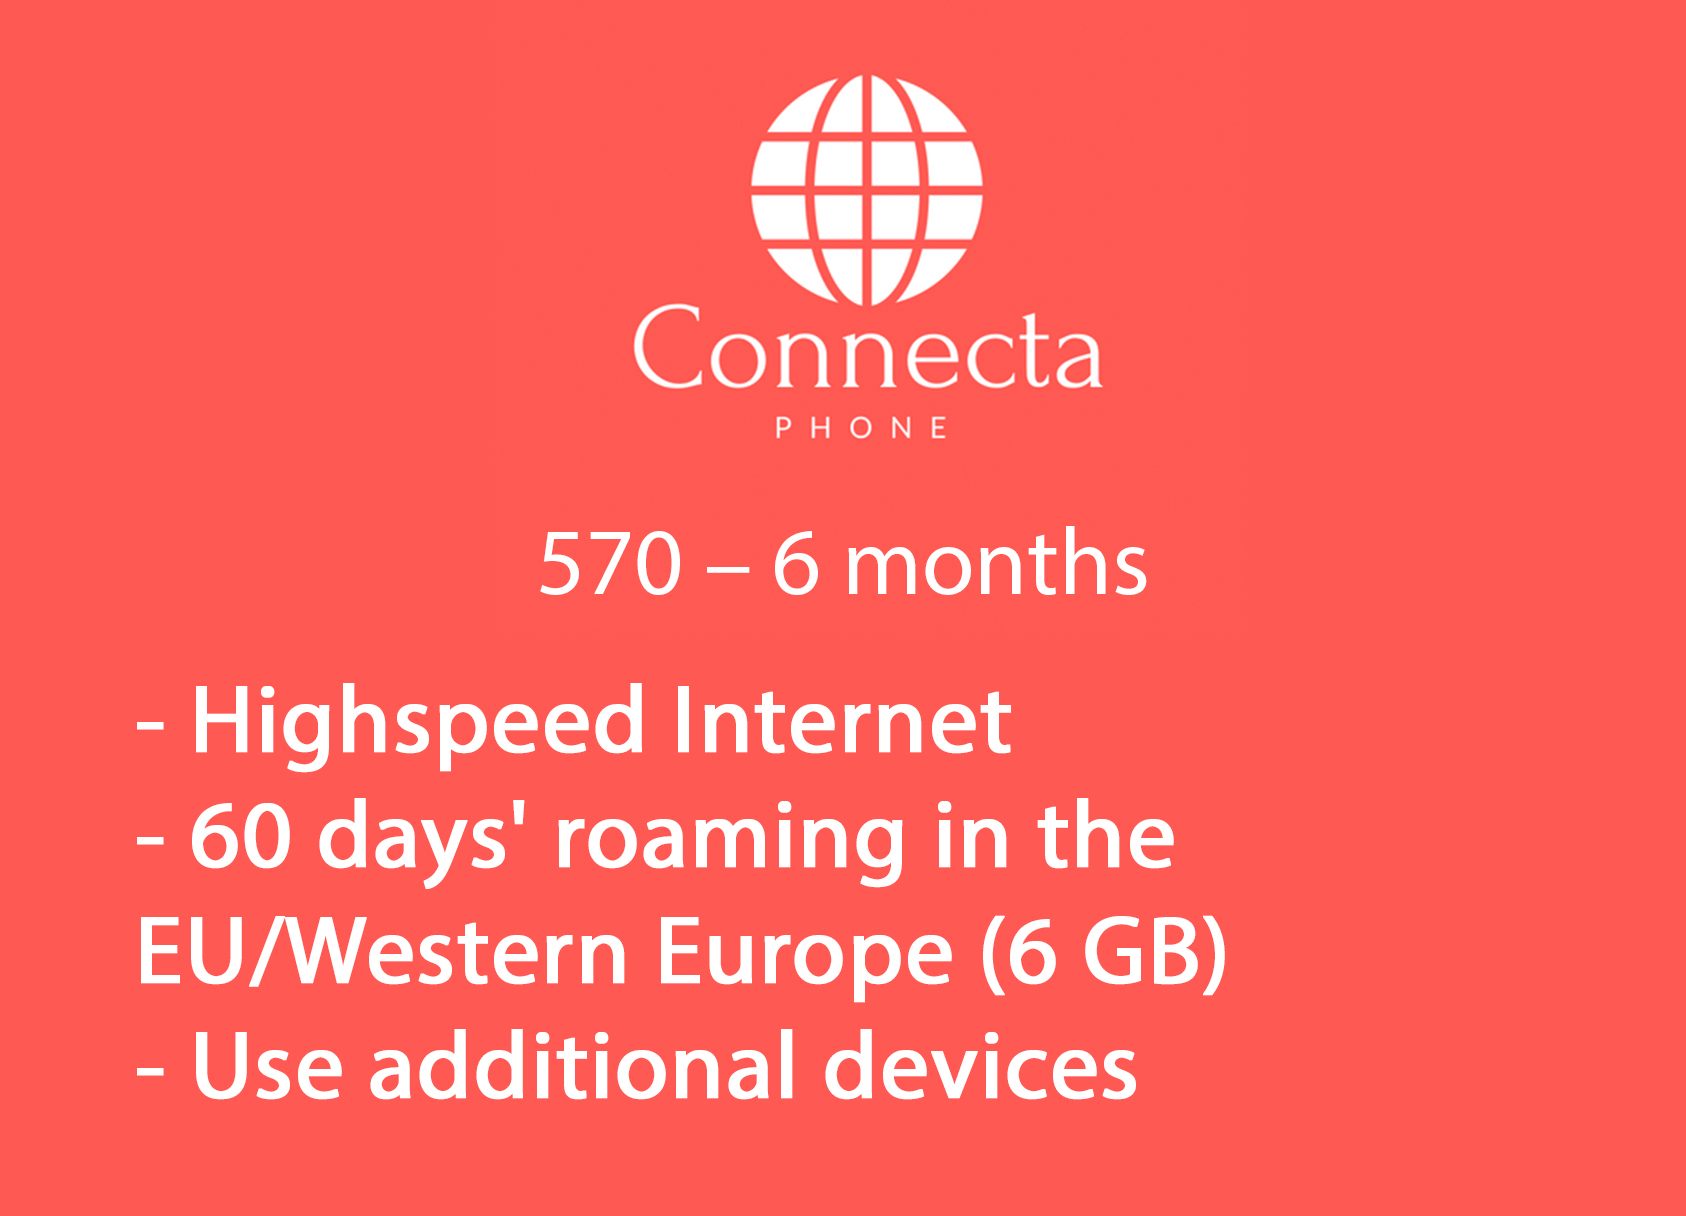 Connecta
PHONE
570 – 6 months
- Highspeed Internet
- 60 days' roaming in the
EU/Western Europe (6 GB)
- Use additional devices